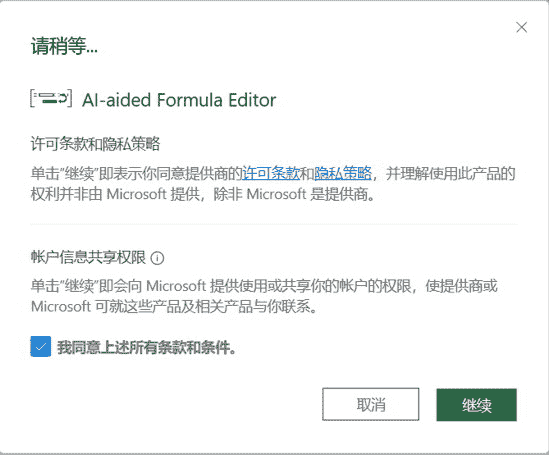 请稍等...
AI-aided Formula Editor
许可条款和隐私策略
单击"继续"即表示你同意提供商的许可条款和隐私策略，并理解使用此产品的
权利并非由 Microsoft 提供，除非 Microsoft 是提供商。
帐户信息共享权限
单击"继续"即会向 Microsoft 提供使用或共享你的帐户的权限，使提供商或
Microsoft 可就这些产品及相关产品与你联系。
我同意上述所有条款和条件。
取消
继续